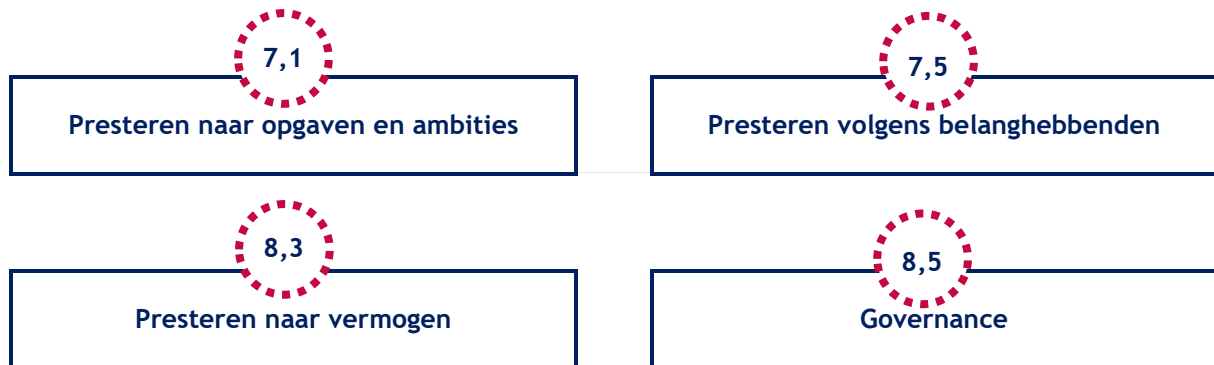 7,1
Presteren naar opgaven en ambities
7,5
Presteren volgens belanghebbenden
8,3
Presteren naar vermogen
8,5
Governance